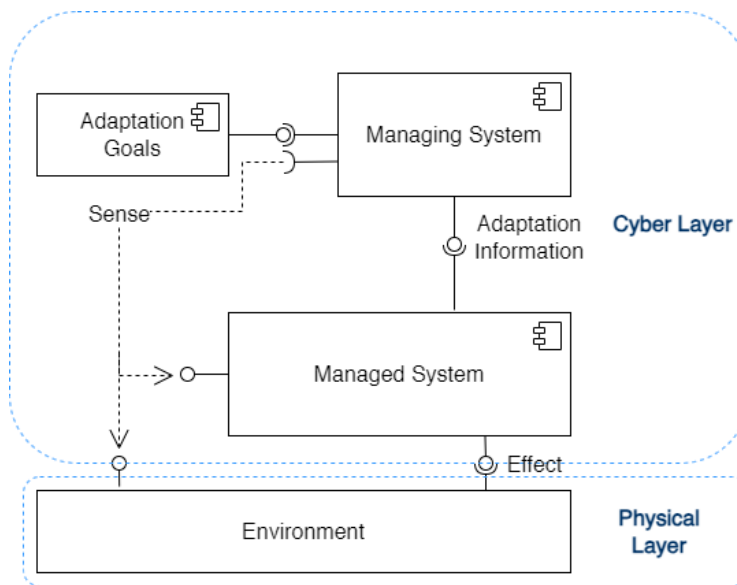 Adaptation
Goals
Managing System
Sense
Adaptation
Information
Cyber Layer
Managed System
Effect
Environment
Physical
Layer